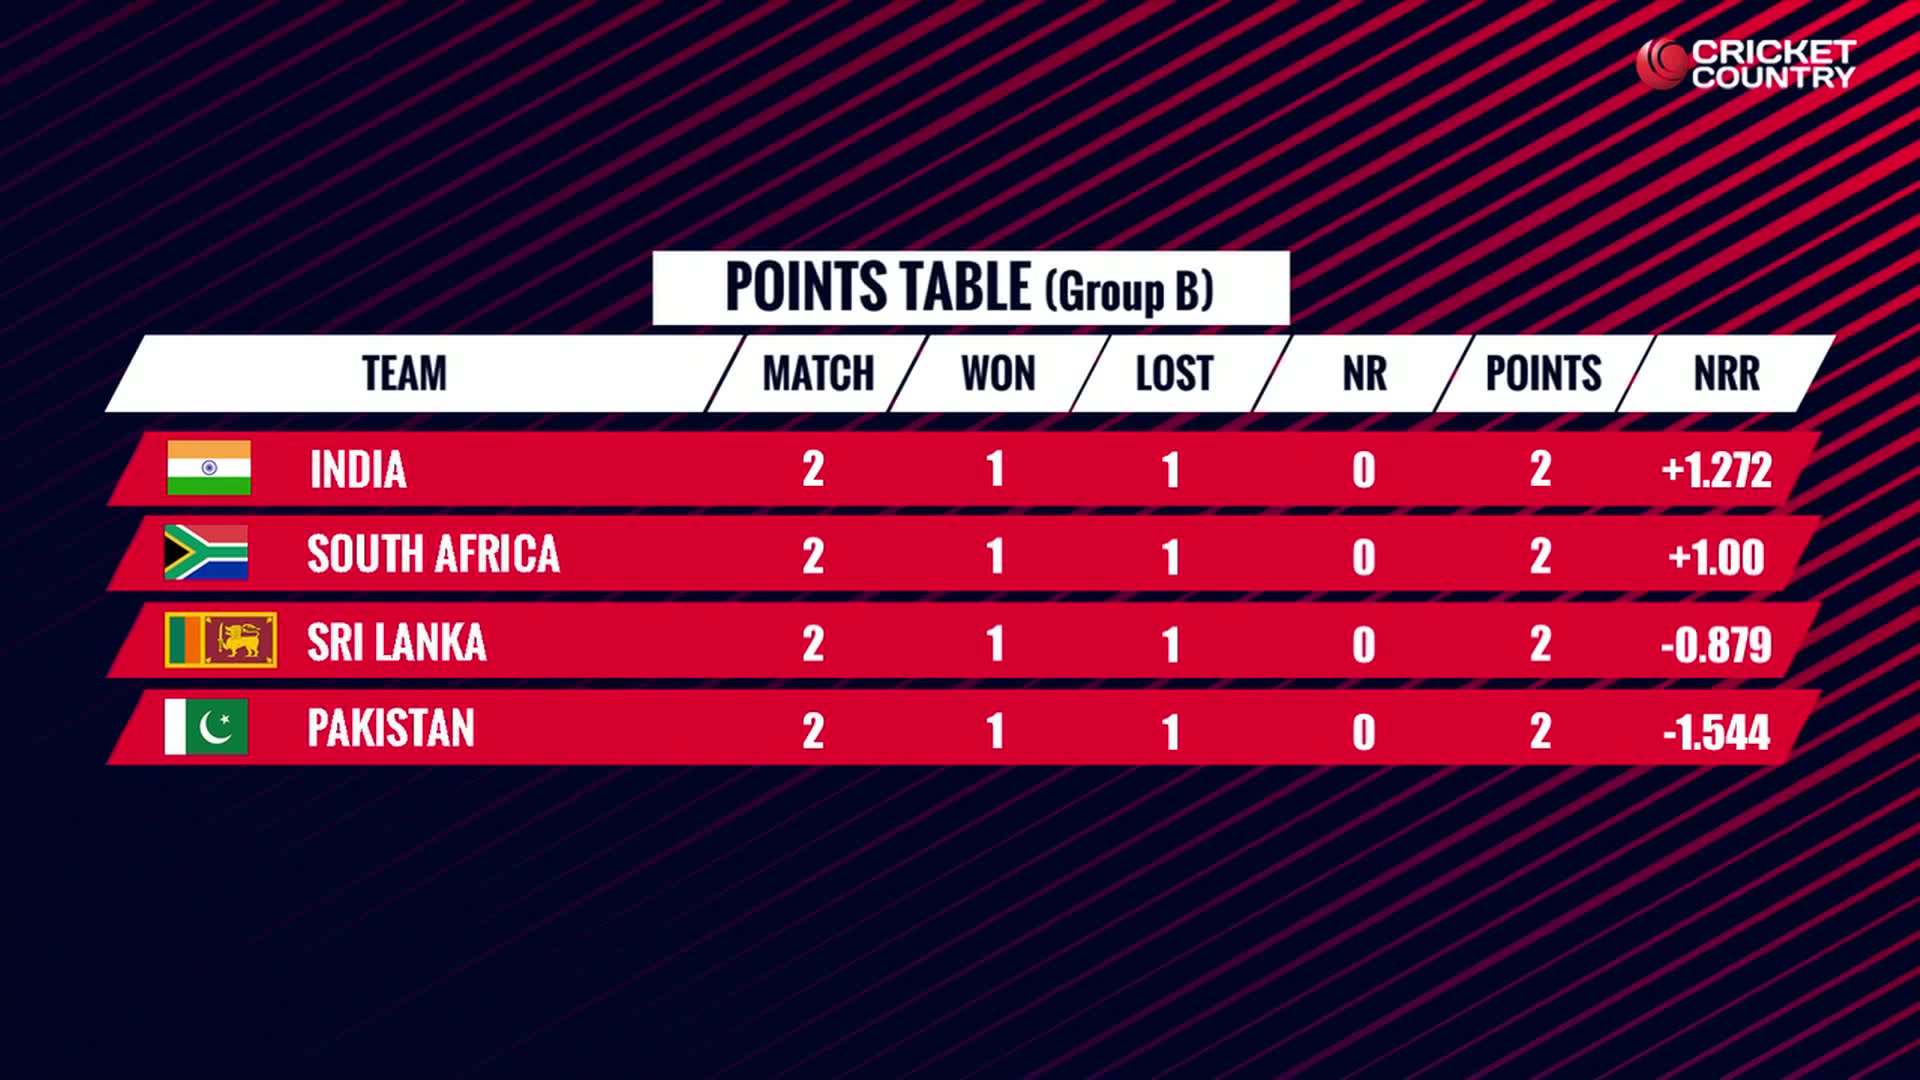 CRICKET
COUNTRY
POINTS TABLE (Group B)
TEAM MATCH WON LOST NR POINTS NRR
INDIA 2 1 1 0 2 +1.272
SOUTH AFRICA 2 1 1 0 2 +1.00
SRI LANKA 2 1 1 0 2 -0.879
PAKISTAN 2 1 1 0 2 -1.544